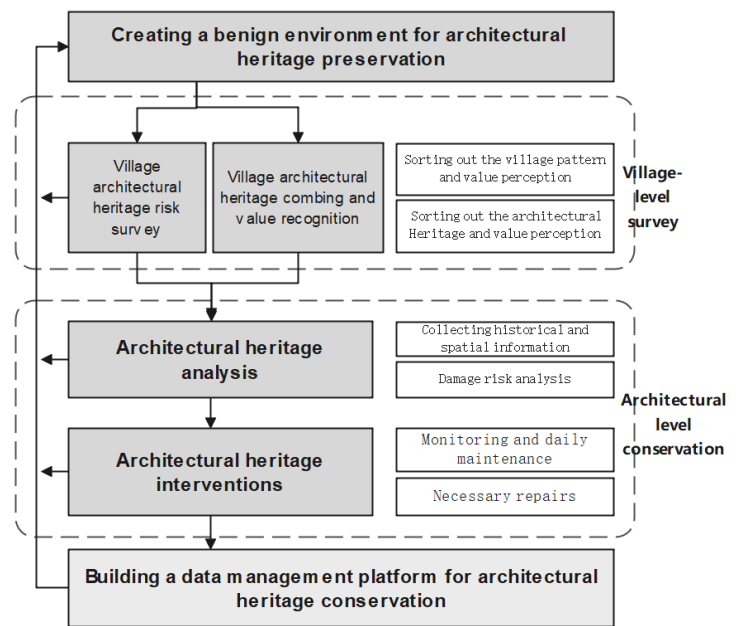 Creating a benign environment for architectural
heritage preservation
Village
architectural
heritage risk
survey
Village architectural
heritage combing and
value recognition
Sorting out the village pattern
and value perception
Sorting out the architectural
Heritage and value perception
Village-
level
survey
Architectural heritage
analysis
Collecting historical and
spatial information
Damage risk analysis
Architectural
level
conservation
Architectural heritage
interventions
Monitoring and daily
maintenance
Necessary repairs
Building a data management platform for architectural
heritage conservation